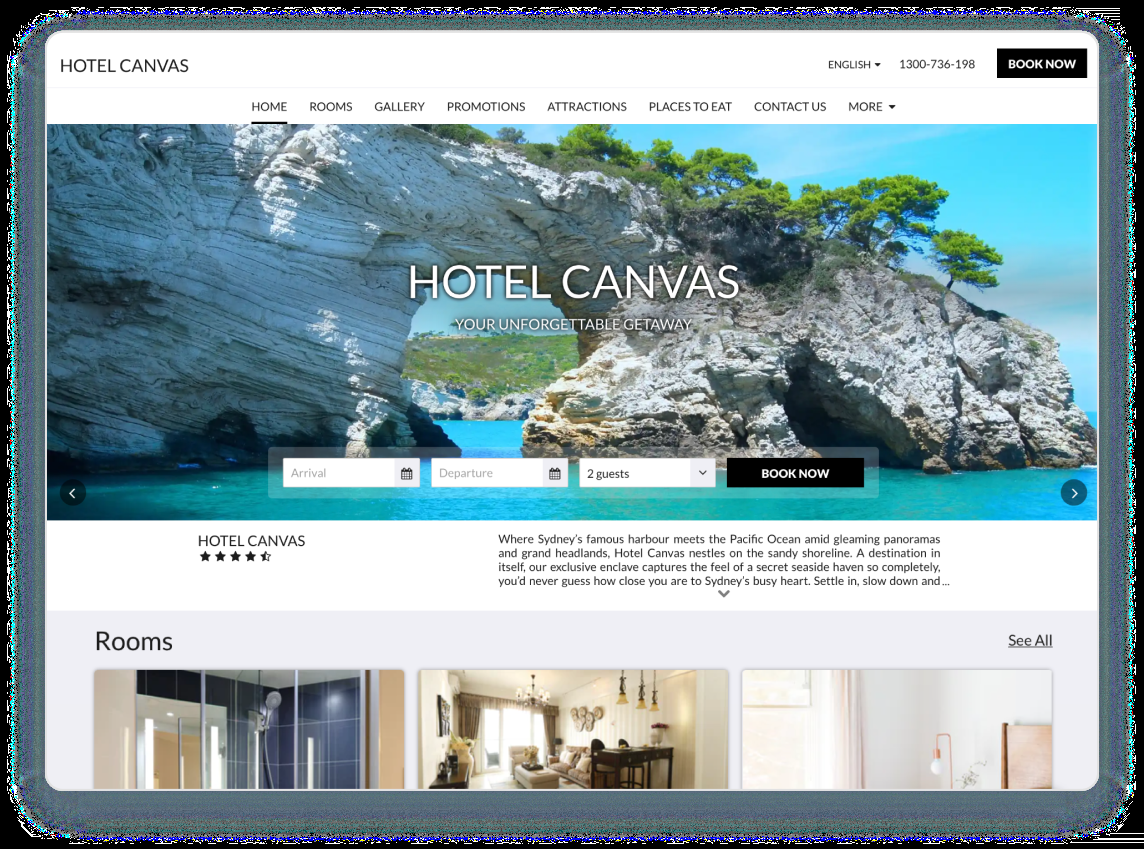 HOTEL CANVAS
ENGLISH
1300-736-198
BOOK NOW
HOME ROOMS GALLERY PROMOTIONS ATTRACTIONS PLACES TO EAT CONTACT US MORE
HOTEL CANVAS
YOUR UNFORGETTABLE GETAWAY
Arrival
Departure
2 guests
BOOK NOW
HOTEL CANVAS
Where Sydney's famous harbour meets the Pacific Ocean amid gleaming panoramas
and grand headlands, Hotel Canvas nestles on the sandy shoreline. A destination in
itself, our exclusive enclave captures the feel of a secret seaside haven so completely,
you'd never guess how close you are to Sydney's busy heart. Settle in, slow down and...
Rooms
See All